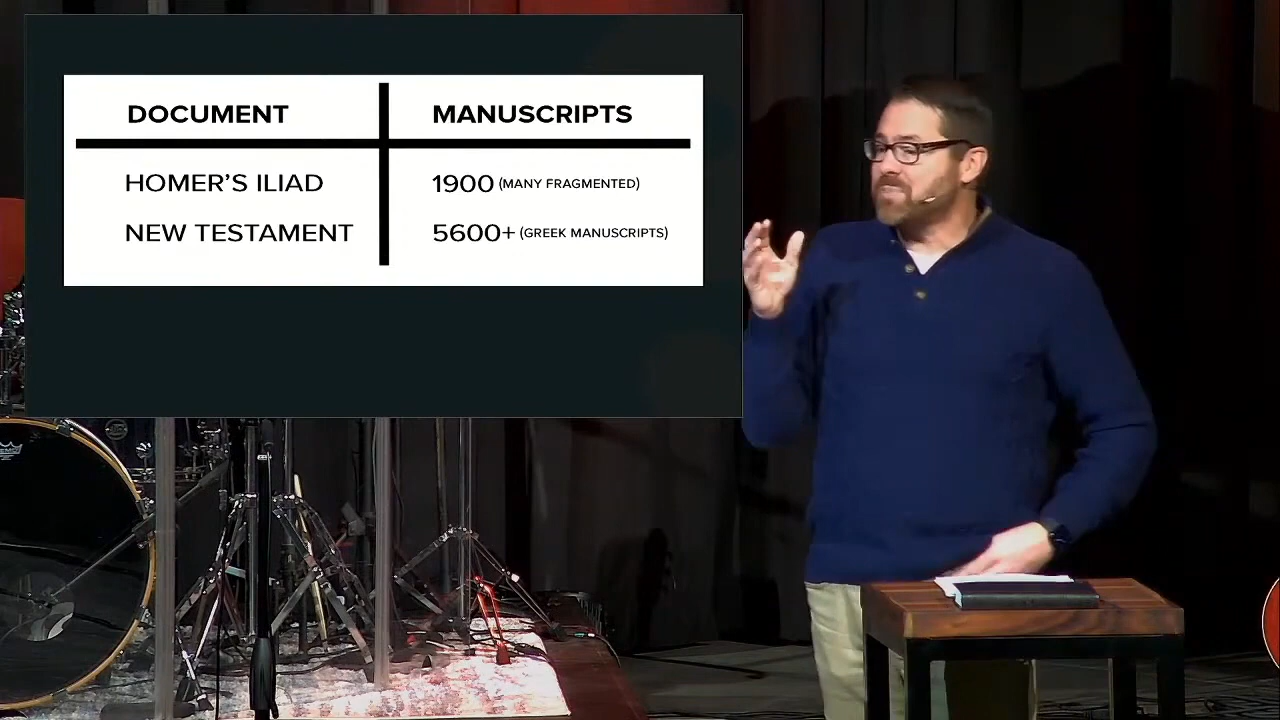 DOCUMENT MANUSCRIPTS
HOMER'S ILIAD 1900 (MANY FRAGMENTED)
NEW TESTAMENT 5600+ (GREEK MANUSCRIPTS)